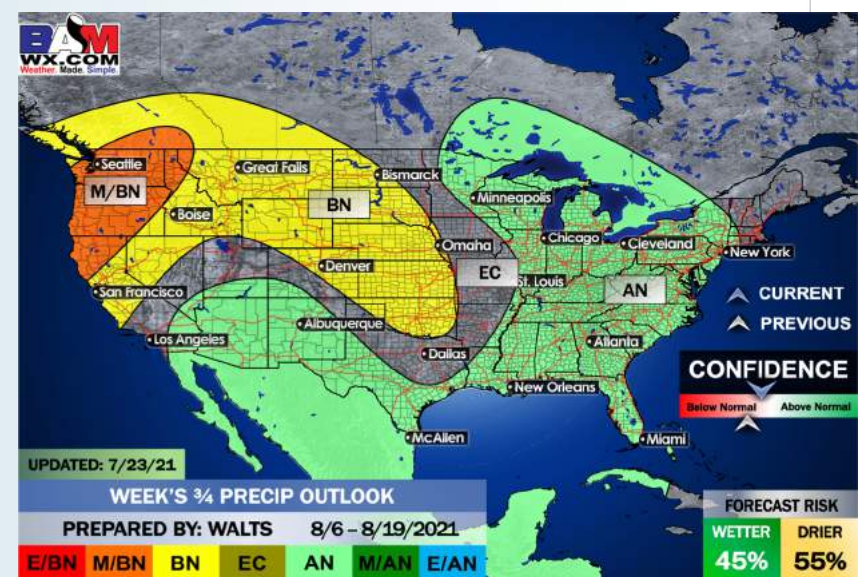 BAM
WX.COM
Weather. Made. Simple.
Seattle
Great Falls
Bismarck
M/BN
BN
Boise
Minneapolis
Omaha
Chicago
Cleveland
New York
Denver
EC
St. Louis
AN
San Francisco
CURRENT
PREVIOUS
Los Angeles
Albuquerque
Atlanta
Dallas
CONFIDENCE
New Orleans
Below Normal
Above Normal
McAllen
Miami
UPDATED: 7/23/21
WEEK'S ¾ PRECIP OUTLOOK
PREPARED BY: WALTS 8/6 – 8/19/2021
E/BN M/BN BN EC AN M/AN E/AN
FORECAST RISK
WETTER DRIER
45% 55%